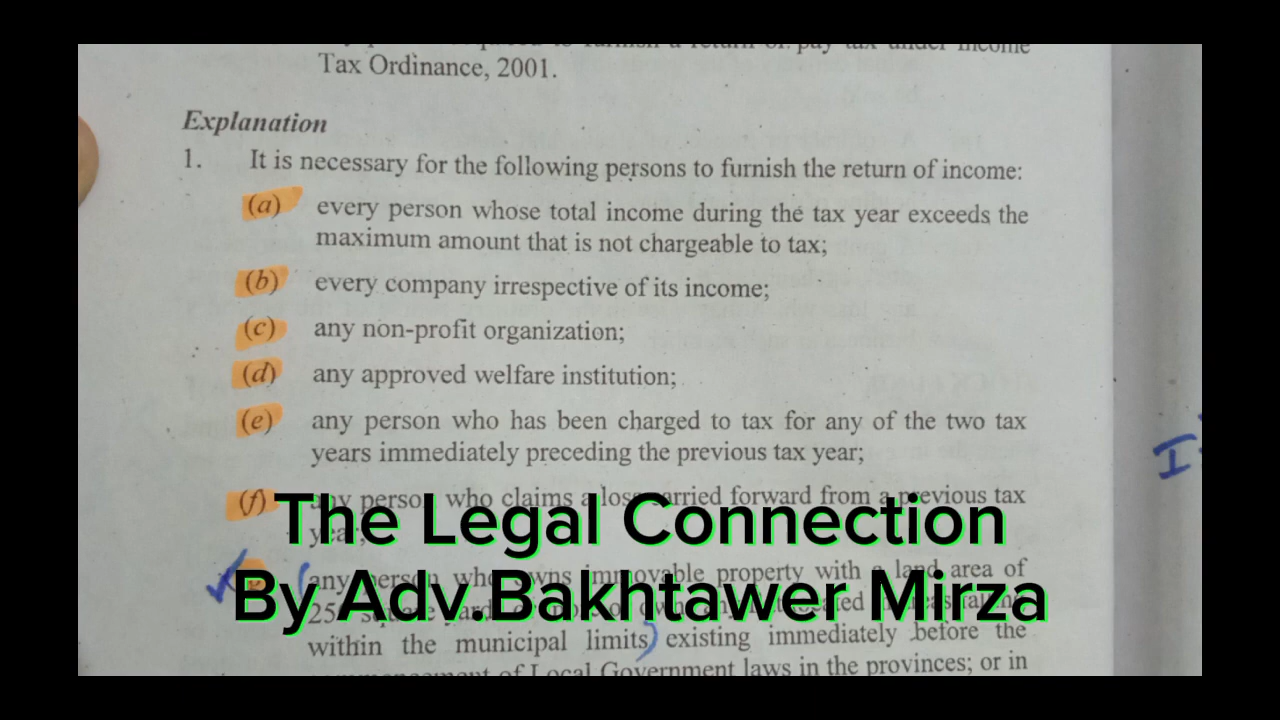 Tax Ordinance, 2001.
Explanation
1. It is necessary for the following persons to furnish the return of income:
(a) every person whose total income during the tax year exceeds the
maximum amount that is not chargeable to tax;
(b) every company irrespective of its income;
(c) any non-profit organization;
(d) any approved welfare institution;
(e) any person who has been charged to tax for any of the two tax
years immediately preceding the previous tax year;
(f) any person who claims a loss carried forward from a previous tax
year;
The Legal Connection
any person who owns immovable property with a land area of
By Adv.Bakhtawer Mirza
within the municipal limits) existing immediately before the
of Local Government laws in the provinces; or in